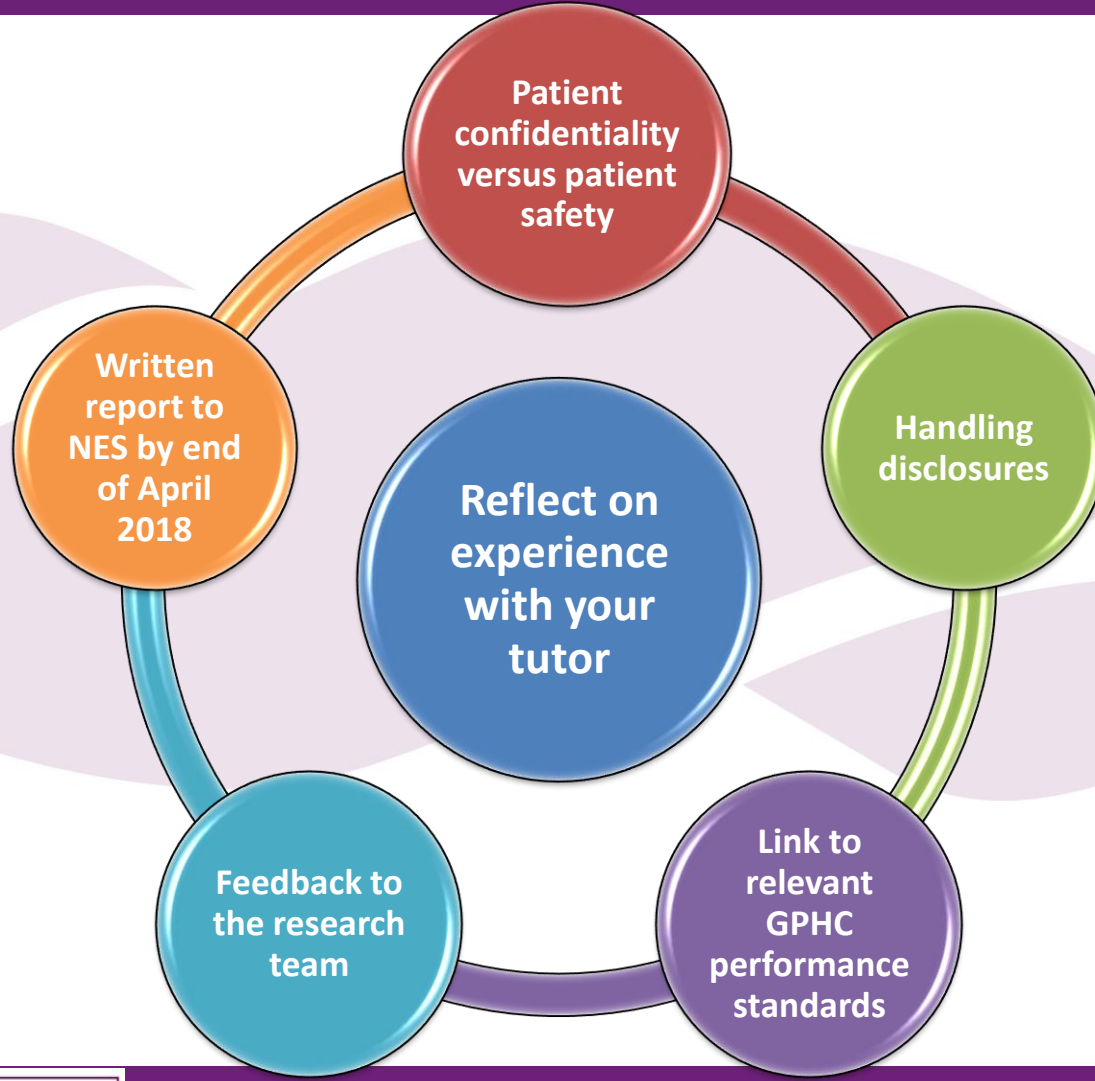 Patient
confidentiality
versus patient
safety
Handling
disclosures
Link to
relevant
GPHC
performance
standards
Feedback to
the research
team
Written
report to
NES by end
of April
2018
Reflect on
experience
with your
tutor